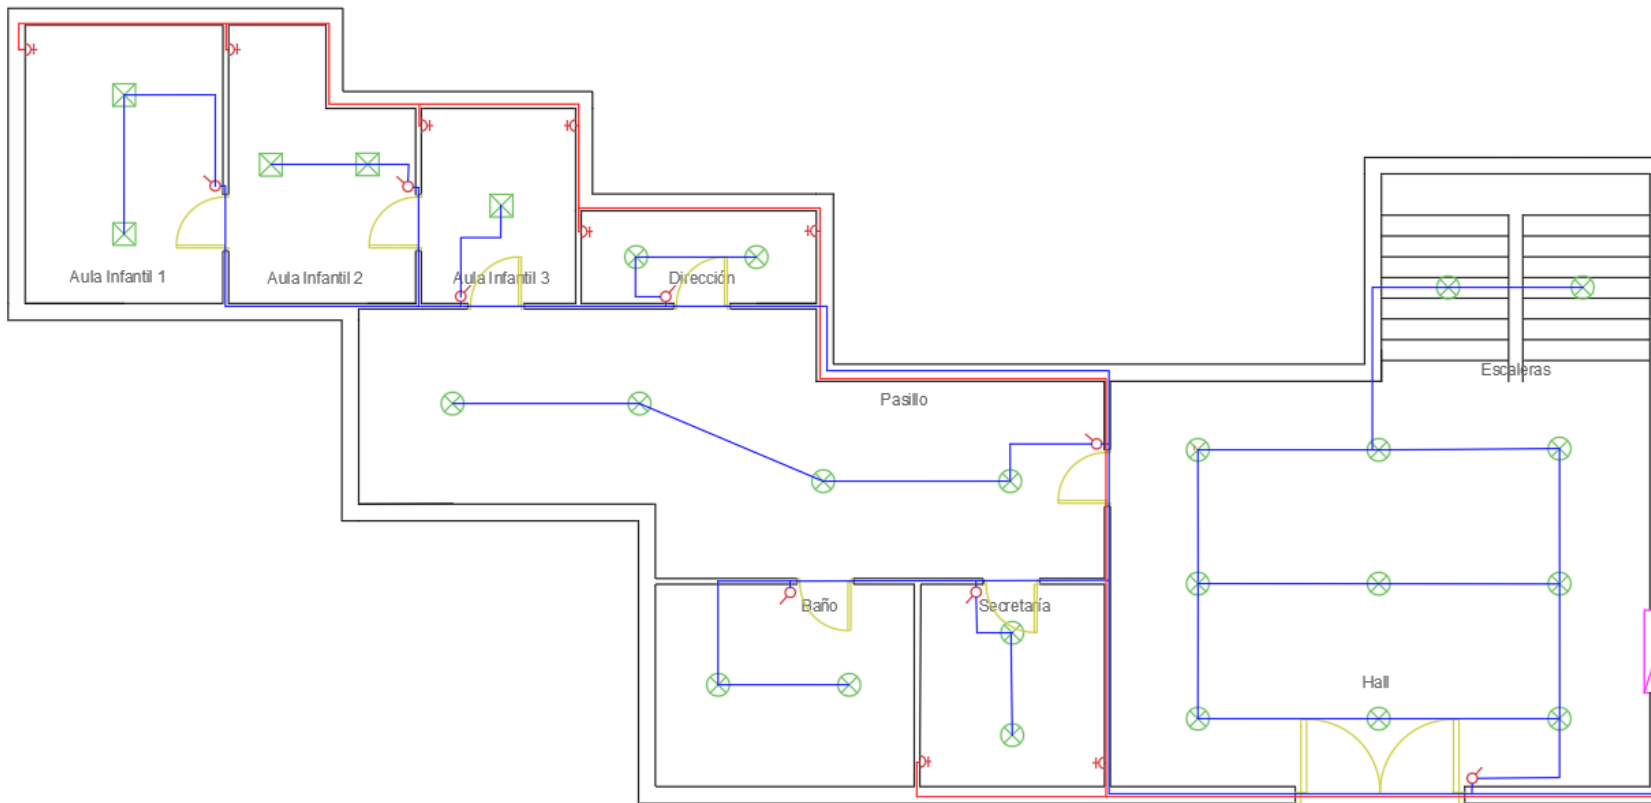 Aula Infantil 1
Aula Infantil 2
Aula Infantil 3
Dirección
Escaleras
Pasillo
Baño
Secretaría
Hall